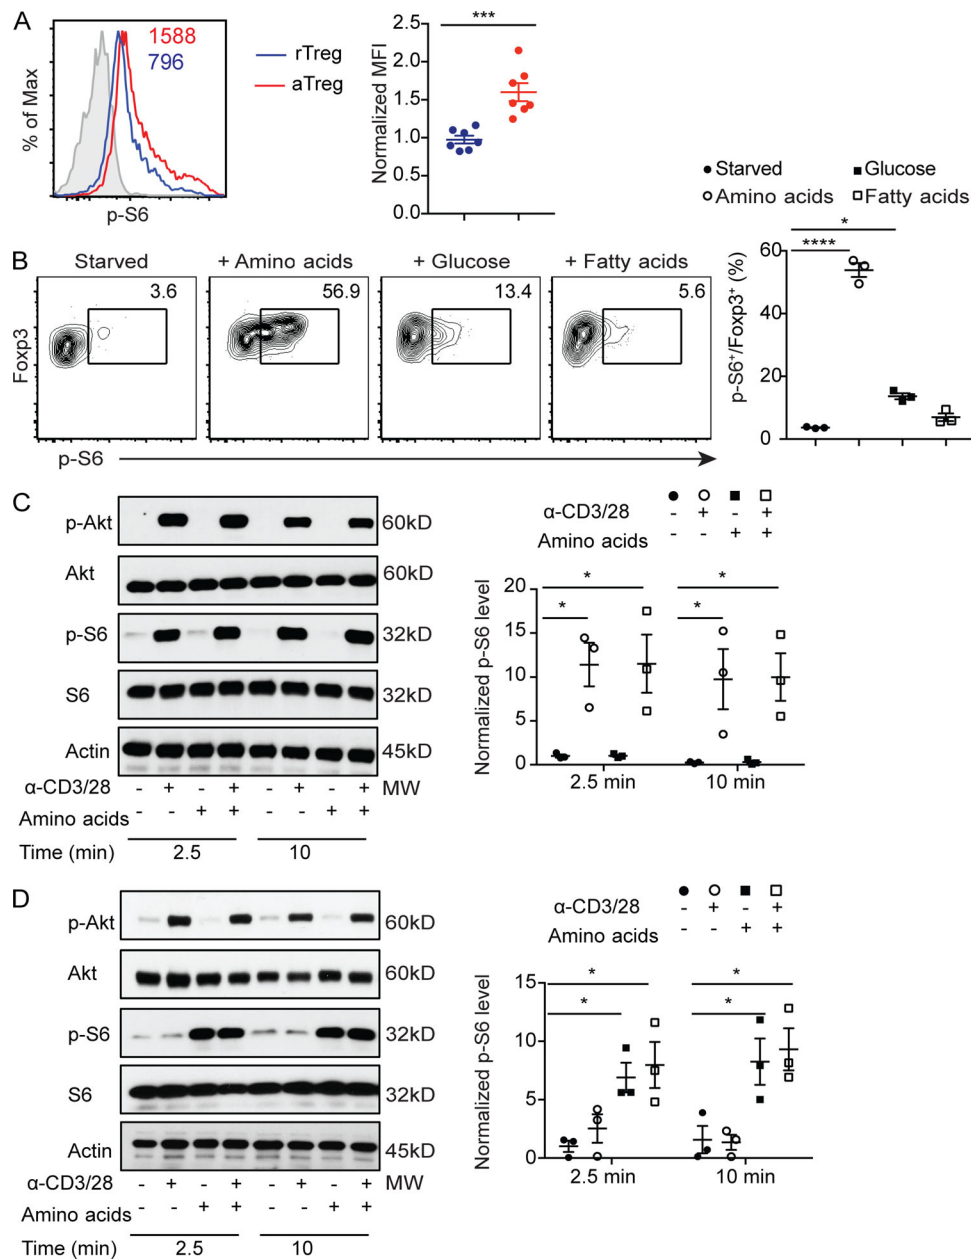 A
1588
796
% of Max
p-S6
rTreg
aTreg
***
Normalized MFI
2.5
2.0
1.5
1.0
0.5
0.0
Starved
Glucose
Amino acids
Fatty acids
B
Starved
+ Amino acids
+ Glucose
+ Fatty acids
3.6
56.9
13.4
5.6
Foxp3
p-S6
*
****
p-S6+/Foxp3+ (%)
60
40
20
0
C
p-Akt
60kD
Akt
60kD
p-S6
32kD
S6
32kD
Actin
45kD
α-CD3/28 - + - + - + - + MW
Amino acids - - + + - - + +
Time (min) 2.5 10
α-CD3/28 - + - +
Amino acids - - + +
Normalized p-S6 level
20
15
10
5
0
*
*
*
*
2.5 min
10 min
D
p-Akt
60kD
Akt
60kD
p-S6
32kD
S6
32kD
Actin
45kD
α-CD3/28 - + - + - + - + MW
Amino acids - - + + - - + +
Time (min) 2.5 10
α-CD3/28 - + - +
Amino acids - - + +
Normalized p-S6 level
15
10
5
0
*
*
*
*
2.5 min
10 min